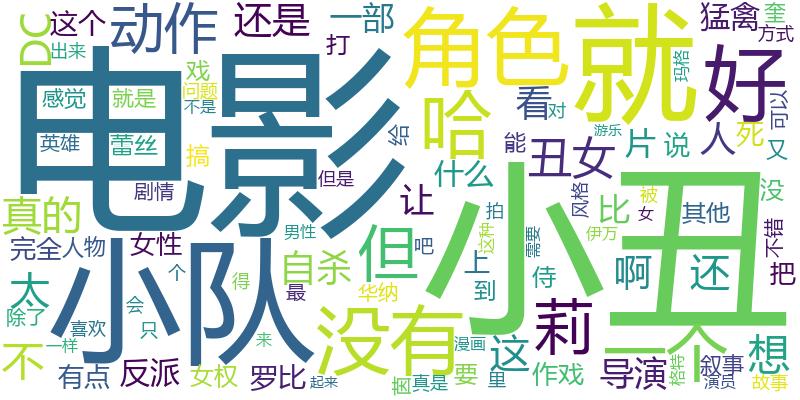 DC
这个
动作
还是
一部
打
角色
就
猛禽
奎
方式
出来
电影
戏
感觉
就是
问题
不是
哈
看
对
玛格
好
可以
英雄
蕾丝
搞
给
能
游乐
丑女
片
说
人
死
又
剧情
但是
什么
让
小丑
风格
被
女
比
其他
没
不错
真的
完全
人物
女性
男性
小队
但
吧
拍
这种
需要
伊万
啊
还
把
太
个
自杀
上
到
侍
得
最
华纳
莉
一个
除了
会
只
喜欢
没有
来
漫画
这
想
不
一样
有点
反派
女权
罗比
起来
茵
真是
要
里
作戏
导演
格特
叙事
演员
故事